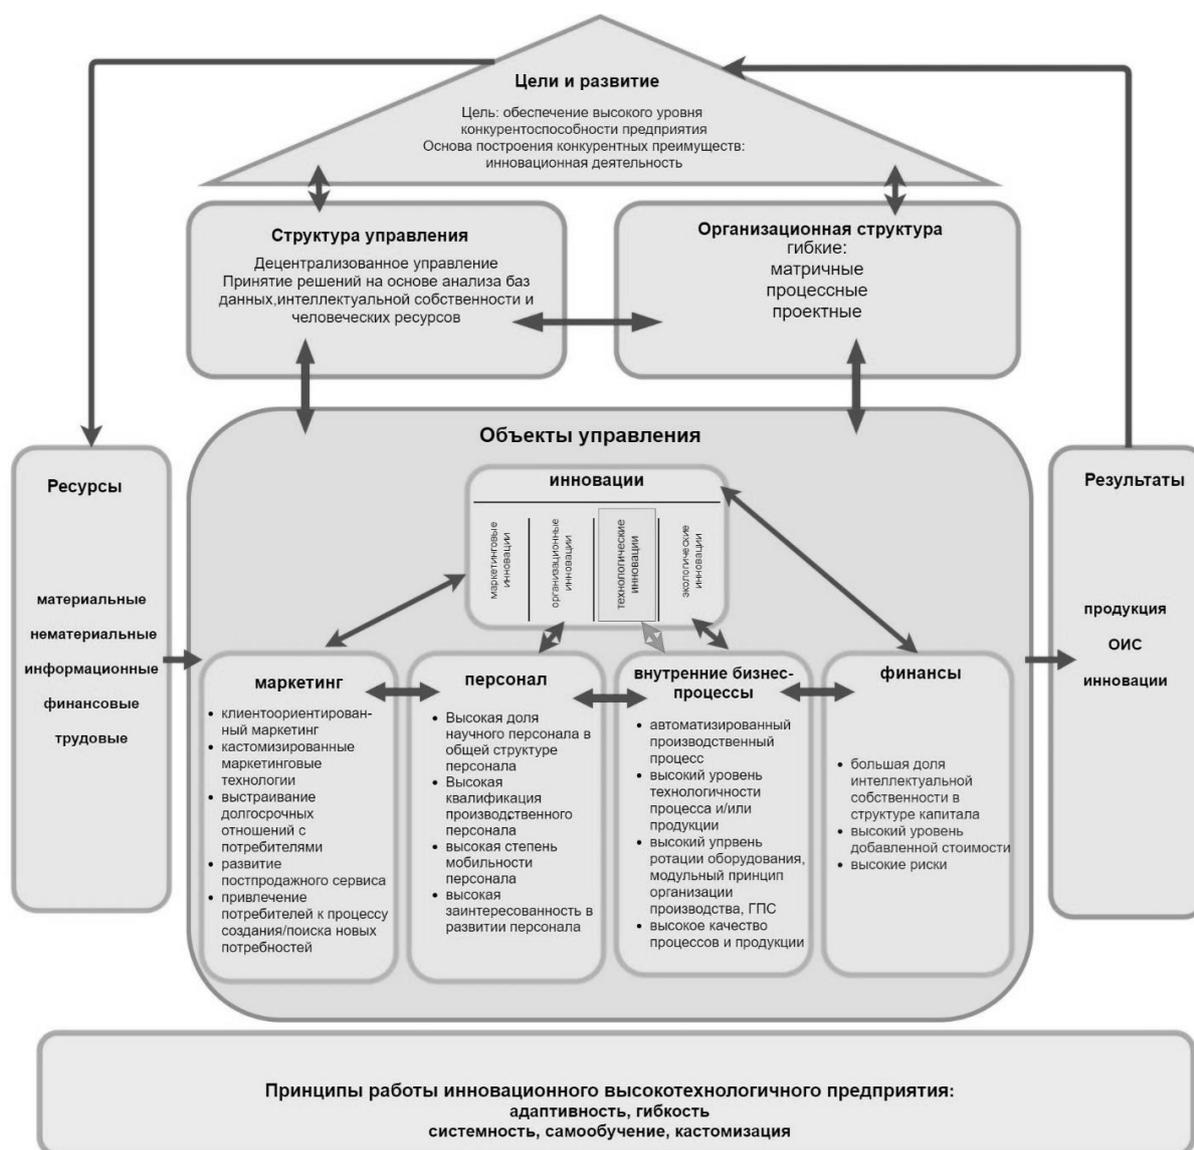 Цели и развитие
Цель: обеспечение высокого уровня
конкурентоспособности предприятия
Основа построения конкурентных преимуществ:
инновационная деятельность
Структура управления
Децентрализованное управление
Принятие решений на основе анализа баз
данных,интеллектуальной собственности и
человеческих ресурсов
Организационная структура
гибкие:
матричные
процессные
проектные
Объекты управления
Ресурсы
материальные
нематериальные
информационные
финансовые
трудовые
инновации
маркетинговые
инновации
организационные
инновации
технологические
инновации
экологические
инновации
маркетинг
• клиентоориентирован-
ный маркетинг
• кастомизированные
маркетинговые
технологии
• выстраивание
долгосрочных
отношений с
потребителями
• развитие
постпродажного сервиса
• привлечение
потребителей к процессу
создания/поиска новых
потребностей
персонал
• Высокая доля
научного персонала в
общей структуре
персонала
• Высокая
квалификация
производственного
персонала
• высокая степень
мобильности
персонала
• высокая
заинтересованность в
развитии персонала
внутренние бизнес-
процессы
• автоматизированный
производственный
процесс
• высокий уровень
технологичности
процесса и/или
продукции
• высокий упрвень
ротации оборудования,
модульный принцип
организации
производства, ГПС
• высокое качество
процессов и продукции
финансы
• большая доля
интеллектуальной
собственности в
структуре капитала
• высокий уровень
добавленной стоимости
• высокие риски
Результаты
продукция
ОИС
инновации
Принципы работы инновационного высокотехнологичного предприятия:
адаптивность, гибкость
системность, самообучение, кастомизация